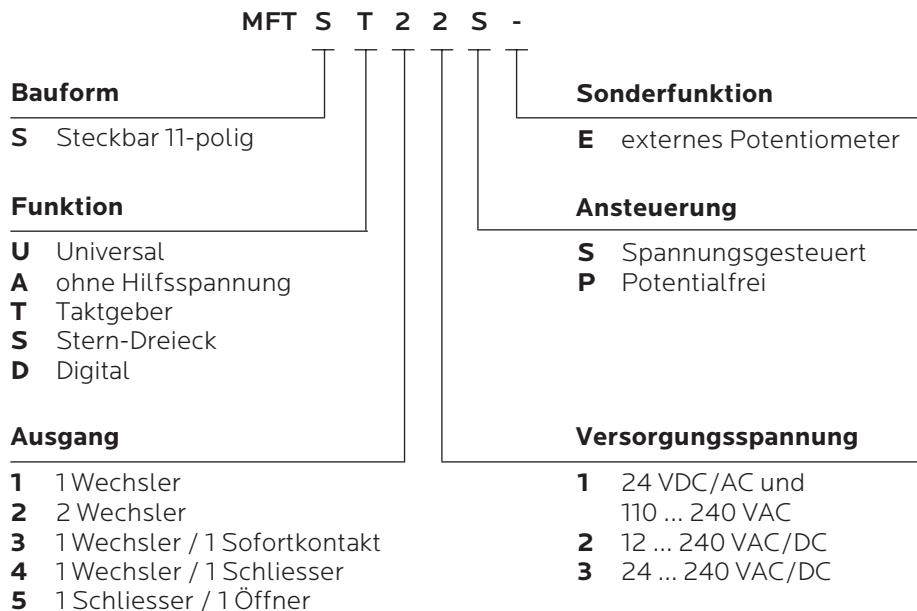 MFT S T 2 2 S -
Bauform
S Steckbar 11-polig
Funktion
U Universal
A ohne Hilfsspannung
T Taktgeber
S Stern-Dreieck
D Digital
Ausgang
1 1 Wechsler
2 2 Wechsler
3 1 Wechsler / 1 Sofortkontakt
4 1 Wechsler / 1 Schliesser
5 1 Schliesser / 1 Öffner
Sonderfunktion
E externes Potentiometer
Ansteuerung
S Spannungsgesteuert
P Potentialfrei
Versorgungsspannung
1 24 VDC/AC und
110 ... 240 VAC
2 12 ... 240 VAC/DC
3 24 ... 240 VAC/DC